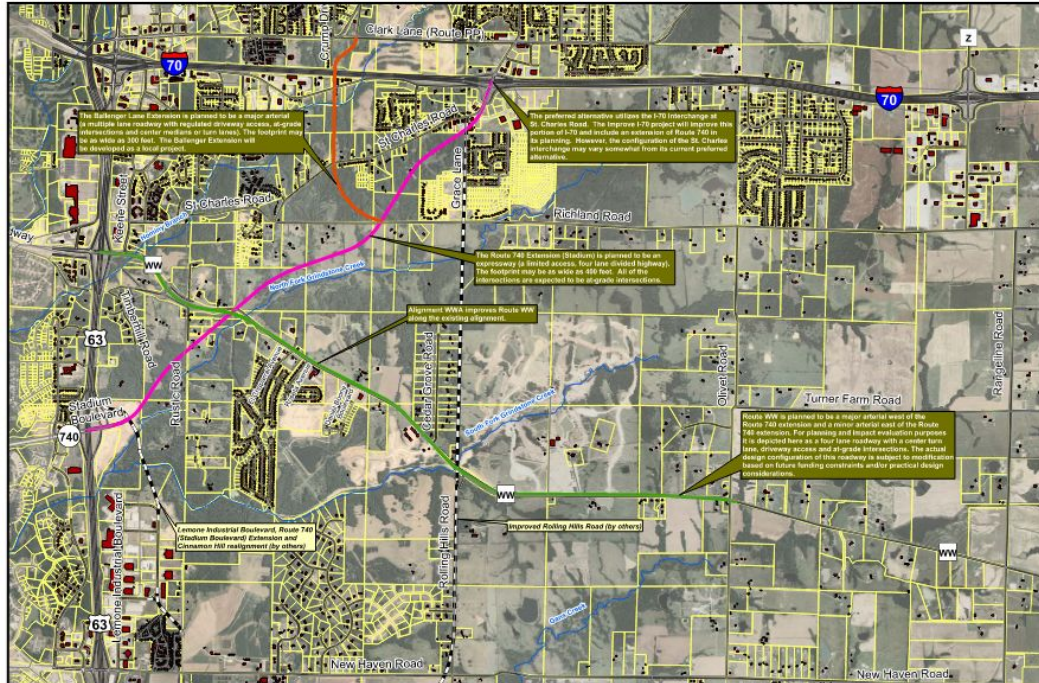 Clark Lane (Route PP)
Crump Dr
Z
70
70
The Ballenger Lane Extension is planned to be a major arterial
(a multiple lane roadway with regulated driveway access, at-grade
intersections and center medians or turn lanes). The footprint may
be as wide as 300 feet. The Ballenger Extension will
be developed as a local project.
The preferred alternative utilizes the I-70 Interchange at
St. Charles Road. The Improve I-70 project will improve this
portion of I-70 and include an extension of Route 740 in
its planning. However, the configuration of the St. Charles
interchange may vary somewhat from its current preferred
alternative.
St Charles Road
Grace Lane
Keene Street
St Charles Road
Richland Road
dway
Hominy Branch
WW
North Fork Grindstone Creek
The Route 740 Extension (Stadium) is planned to be an
expressway (a limited access, four lane divided highway).
The footprint may be as wide as 400 feet. All of the
intersections are expected to be at-grade intersections.
Timberhill Road
Alignment WWA improves Route WW
along the existing alignment.
63
Rustic Road
Cedar Grove Road
Olivet Road
Rangeline Road
Turner Farm Road
South Fork Grindstone Creek
Stadium
Boulevard
740
Route WW is planned to be a major arterial west of the
Route 740 extension and a minor arterial east of the Route
740 extension. For planning and impact evaluation purposes
it is depicted here as a four lane roadway with a center turn
lane, driveway access and at-grade intersections. The actual
design configuration of this roadway is subject to modification
based on future funding constraints and/or practical design
considerations.
WW
Lemone Industrial Boulevard, Route 740
(Stadium Boulevard) Extension and
Cinnamon Hill realignment (by others)
Improved Rolling Hills Road (by others)
WW
Lemone Industrial Boulevard
Rolling Hills Road
Gans Creek
63
New Haven Road
New Haven Road